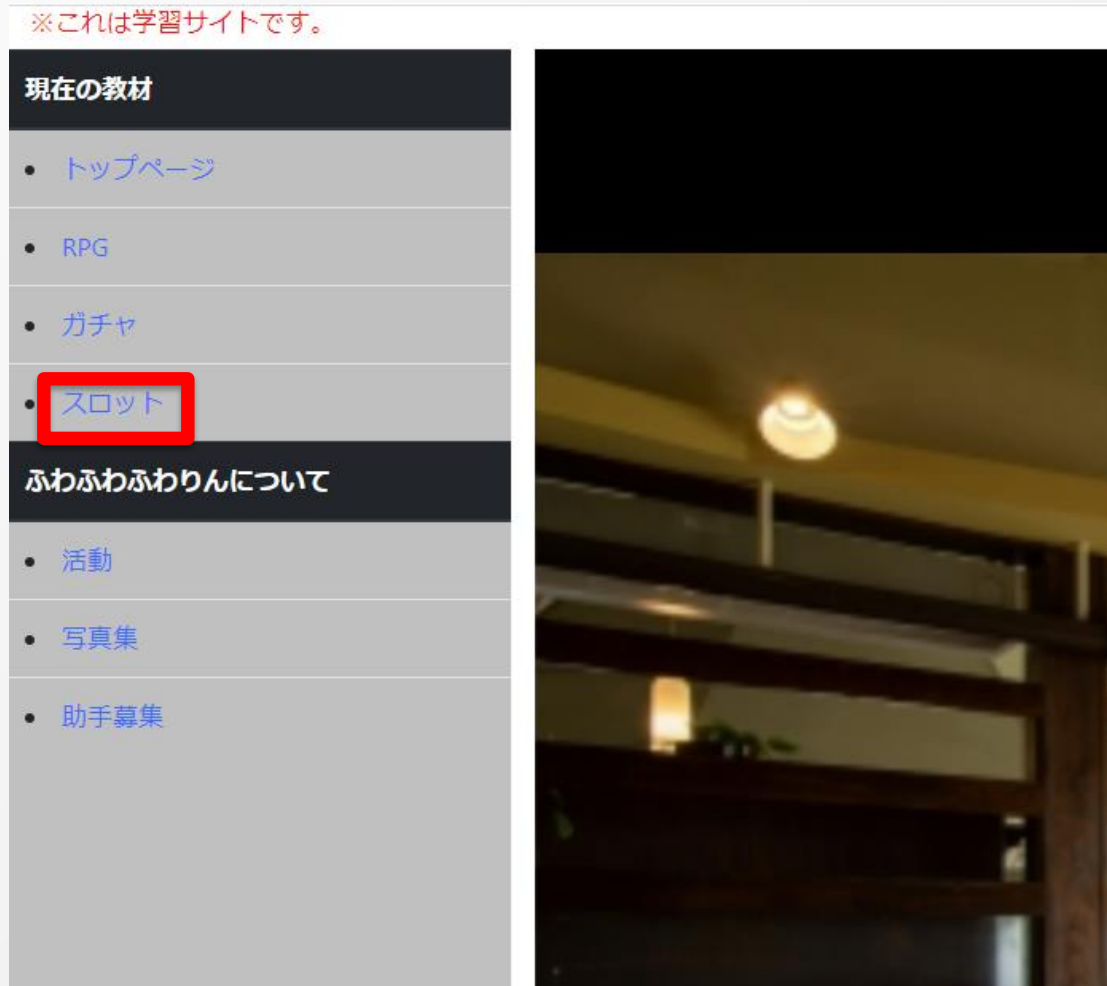 ※これは学習サイトです。
現在の教材
トップページ
RPG
ガチャ
スロット
ふわふわふわりんについて
活動
写真集
助手募集